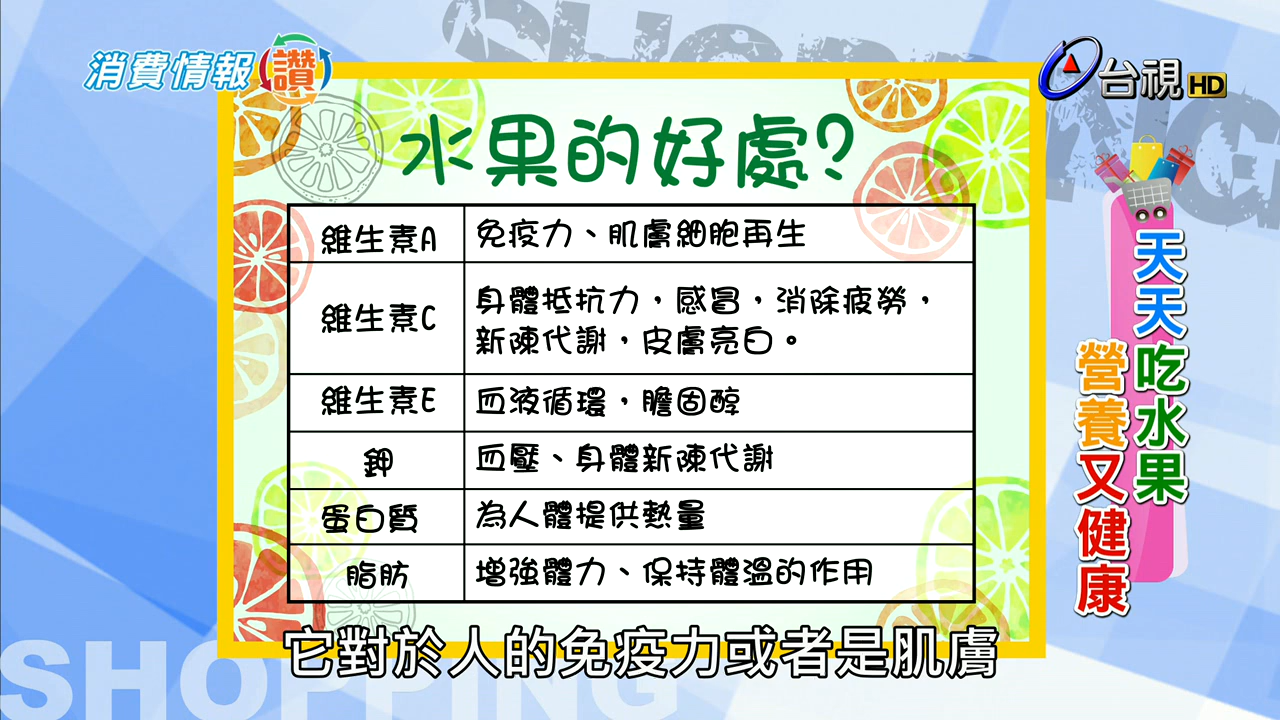 消費情報讚
台視HD
SHOPPING
水果的好處?
維生素A 免疫力、肌膚細胞再生
維生素C 身體抵抗力，感冒，消除疲勞，
新陳代謝，皮膚亮白。
維生素E 血液循環，膽固醇
鉀 血壓、身體新陳代謝
蛋白質 為人體提供熱量
脂肪 增強體力、保持體溫的作用
天天吃水果
營養又健康
它對於人的免疫力或者是肌膚
SHOPPING